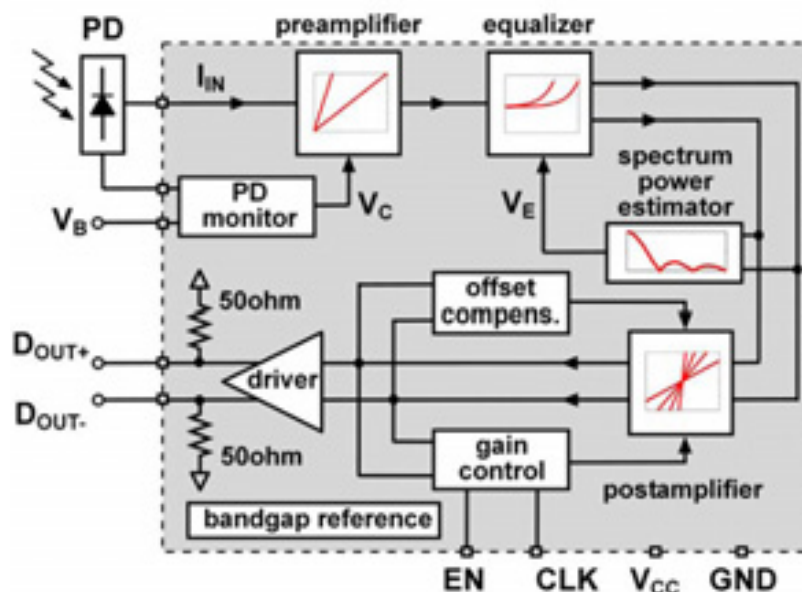 PD
preamplifier
equalizer
I_IN
spectrum
power
estimator
PD
monitor
V_C
V_E
V_B
50ohm
offset
compens.
D_OUT+
driver
D_OUT-
gain
control
50ohm
postamplifier
bandgap reference
EN
CLK
V_CC
GND